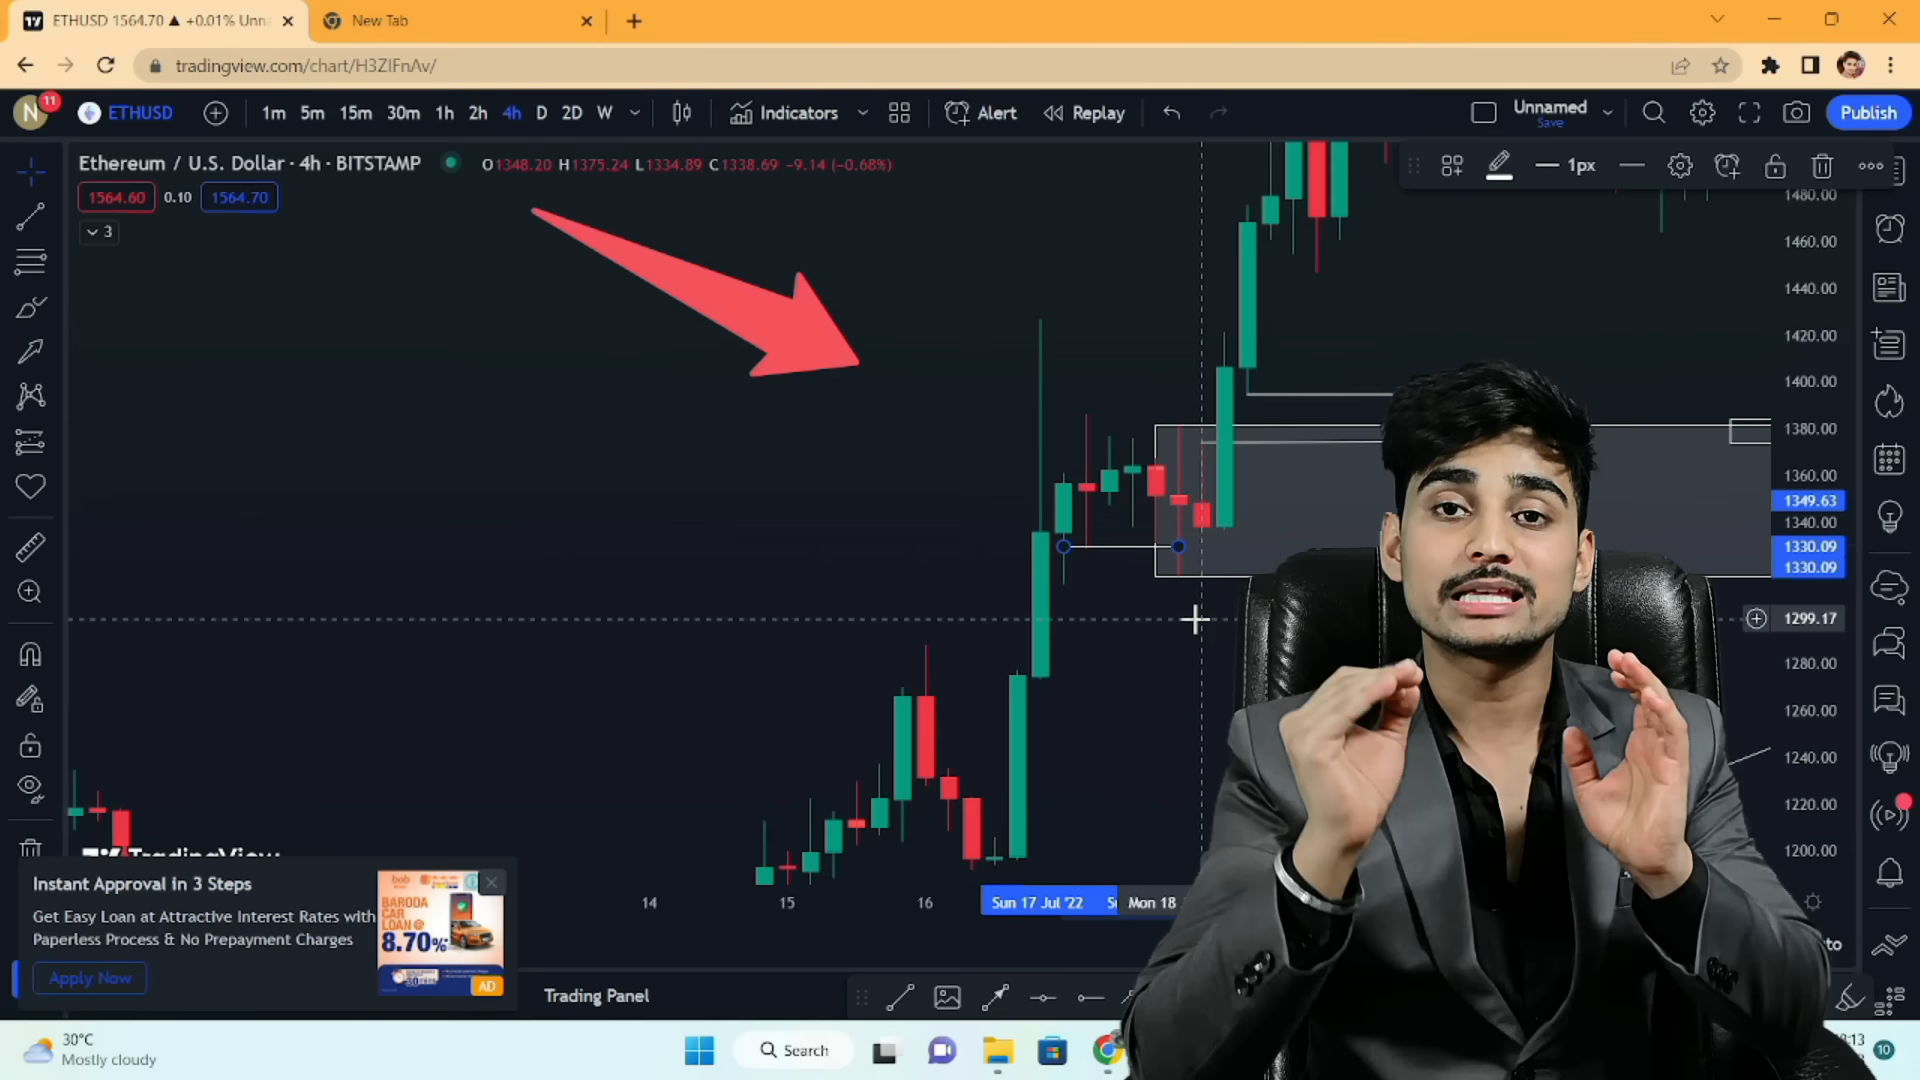 ETHUSD 1564.70 ▲ +0.01% Unna
New Tab
tradingview.com/chart/H3ZIFnAv/
N
11
ETHUSD
1m 5m 15m 30m 1h 2h 4h D 2D W
Indicators
Alert
Replay
Unnamed
Save
Publish
Ethereum / U.S. Dollar · 4h · BITSTAMP
O1348.20 H1375.24 L1334.89 C1338.69 −9.14 (−0.68%)
1px
1564.60 0.10 1564.70
3
1480.00
1460.00
1440.00
1420.00
1400.00
1380.00
1360.00
1349.63
1340.00
1330.09
1330.09
1299.17
1280.00
1260.00
1240.00
1220.00
1200.00
TradingView
14 15 16 Sun 17 Jul '22 Mon 18
Instant Approval in 3 Steps
Get Easy Loan at Attractive Interest Rates with
Paperless Process & No Prepayment Charges
Apply Now
bob
BARODA
CAR
LOAN@
8.70%
AD
Trading Panel
30°C
Mostly cloudy
Search
10